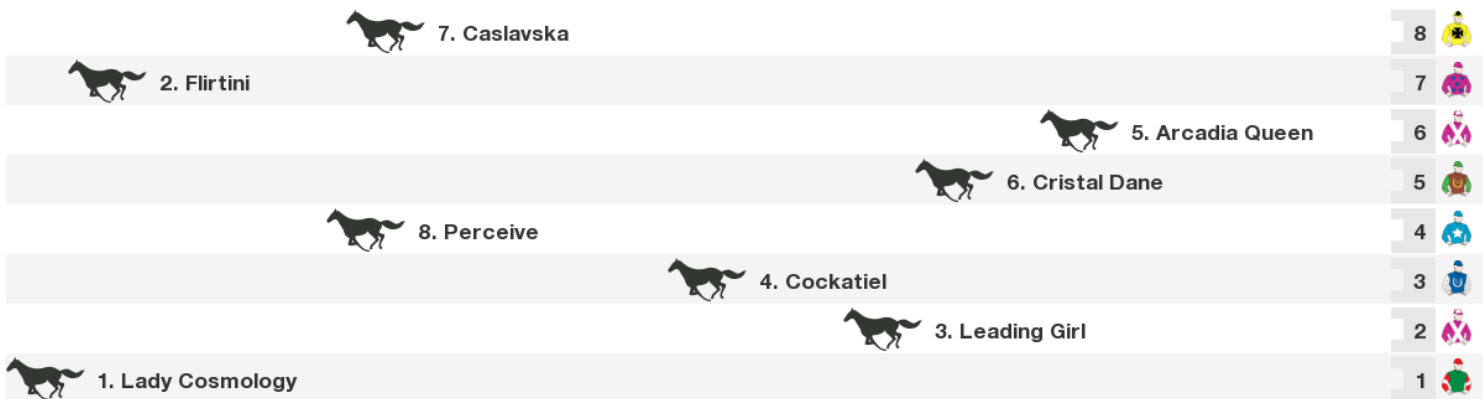 7. Caslavska 8
2. Flirtini 7
5. Arcadia Queen 6
6. Cristal Dane 5
8. Perceive 4
4. Cockatiel 3
3. Leading Girl 2
1. Lady Cosmology 1